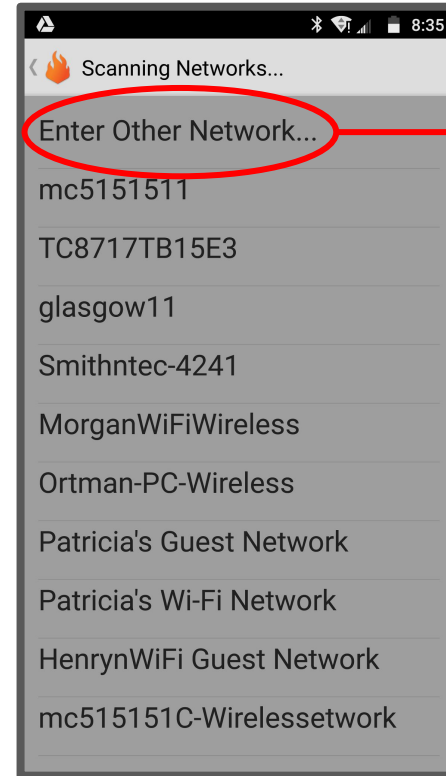 8:35
Scanning Networks...
Enter Other Network...
mc5151511
TC8717TB15E3
glasgow11
Smithntec-4241
MorganWiFiWireless
Ortman-PC-Wireless
Patricia's Guest Network
Patricia's Wi-Fi Network
HenrynWiFi Guest Network
mc515151C-Wirelessetwork